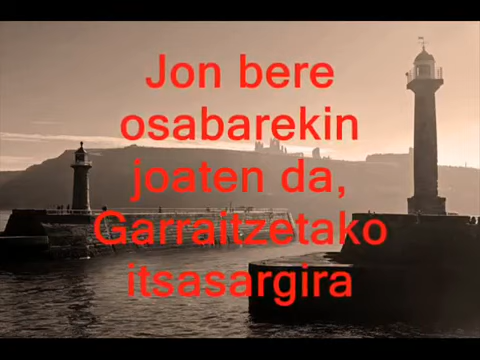 Jon bere
osabarekin
joaten da,
Garraitzetako
itsasargira